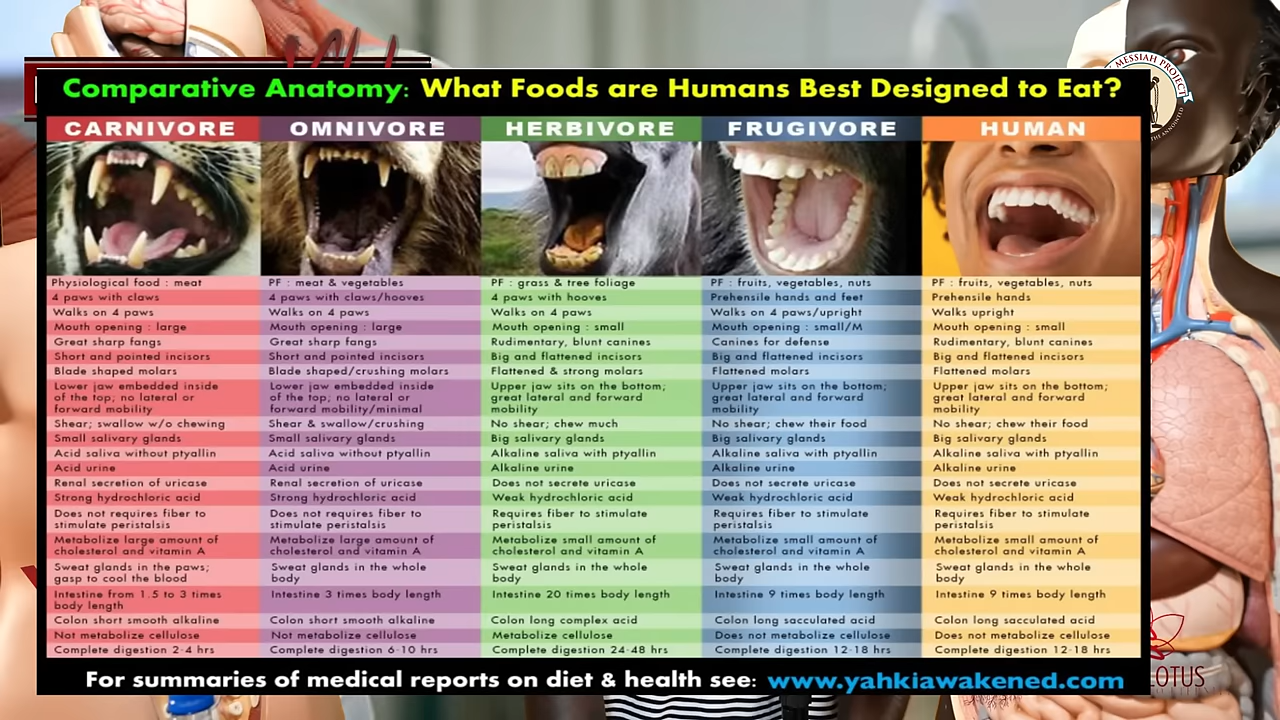 Comparative Anatomy: What Foods are Humans Best Designed to Eat?
CARNIVORE OMNIVORE HERBIVORE FRUGIVORE HUMAN
Physiological food : meat PF : meat & vegetables PF : grass & tree foliage PF : fruits, vegetables, nuts PF : fruits, vegetables, nuts
4 paws with claws 4 paws with claws/hooves 4 paws with hooves Prehensile hands and feet Prehensile hands
Walks on 4 paws Walks on 4 paws Walks on 4 paws Walks on 4 paws/upright Walks upright
Mouth opening : large Mouth opening : large Mouth opening : small Mouth opening : small/M Mouth opening : small
Great sharp fangs Great sharp fangs Rudimentary, blunt canines Canines for defense Rudimentary, blunt canines
Short and pointed incisors Short and pointed incisors Big and flattened incisors Big and flattened incisors Big and flattened incisors
Blade shaped molars Blade shaped/crushing molars Flattened & strong molars Flattened molars Flattened molars
Lower jaw embedded inside Lower jaw embedded inside Upper jaw sits on the bottom; Upper jaw sits on the bottom; Upper jaw sits on the bottom;
of the top; no lateral or of the top; no lateral or great lateral and forward great lateral and forward great lateral and forward
forward mobility forward mobility/minimal mobility mobility mobility
Shear; swallow w/o chewing Shear & swallow/crushing No shear; chew much No shear; chew their food No shear; chew their food
Small salivary glands Small salivary glands Big salivary glands Big salivary glands Big salivary glands
Acid saliva without ptyallin Acid saliva without ptyallin Alkaline saliva with ptyallin Alkaline saliva with ptyallin Alkaline saliva with ptyallin
Acid urine Acid urine Alkaline urine Alkaline urine Alkaline urine
Renal secretion of uricase Renal secretion of uricase Does not secrete uricase Does not secrete uricase Does not secrete uricase
Strong hydrochloric acid Strong hydrochloric acid Weak hydrochloric acid Weak hydrochloric acid Weak hydrochloric acid
Does not requires fiber to Does not requires fiber to Requires fiber to stimulate Requires fiber to stimulate Requires fiber to stimulate
stimulate peristalsis stimulate peristalsis peristalsis peristalsis peristalsis
Metabolize large amount of Metabolize large amount of Metabolize small amount of Metabolize small amount of Metabolize small amount of
cholesterol and vitamin A cholesterol and vitamin A cholesterol and vitamin A cholesterol and vitamin A cholesterol and vitamin A
Sweat glands in the paws; Sweat glands in the whole Sweat glands in the whole Sweat glands in the whole Sweat glands in the whole
gasp to cool the blood body body body body
Intestine from 1.5 to 3 times Intestine 3 times body length Intestine 20 times body length Intestine 9 times body length Intestine 9 times body length
body length
Colon short smooth alkaline Colon short smooth alkaline Colon long complex acid Colon long sacculated acid Colon long sacculated acid
Not metabolize cellulose Not metabolize cellulose Metabolize cellulose Does not metabolize cellulose Does not metabolize cellulose
Complete digestion 2-4 hrs Complete digestion 6-10 hrs Complete digestion 24-48 hrs Complete digestion 12-18 hrs Complete digestion 12-18 hrs
For summaries of medical reports on diet & health see: www.yahkiawakened.com
MESSIAH PROJECT
THE ANNOINTED
LOTUS